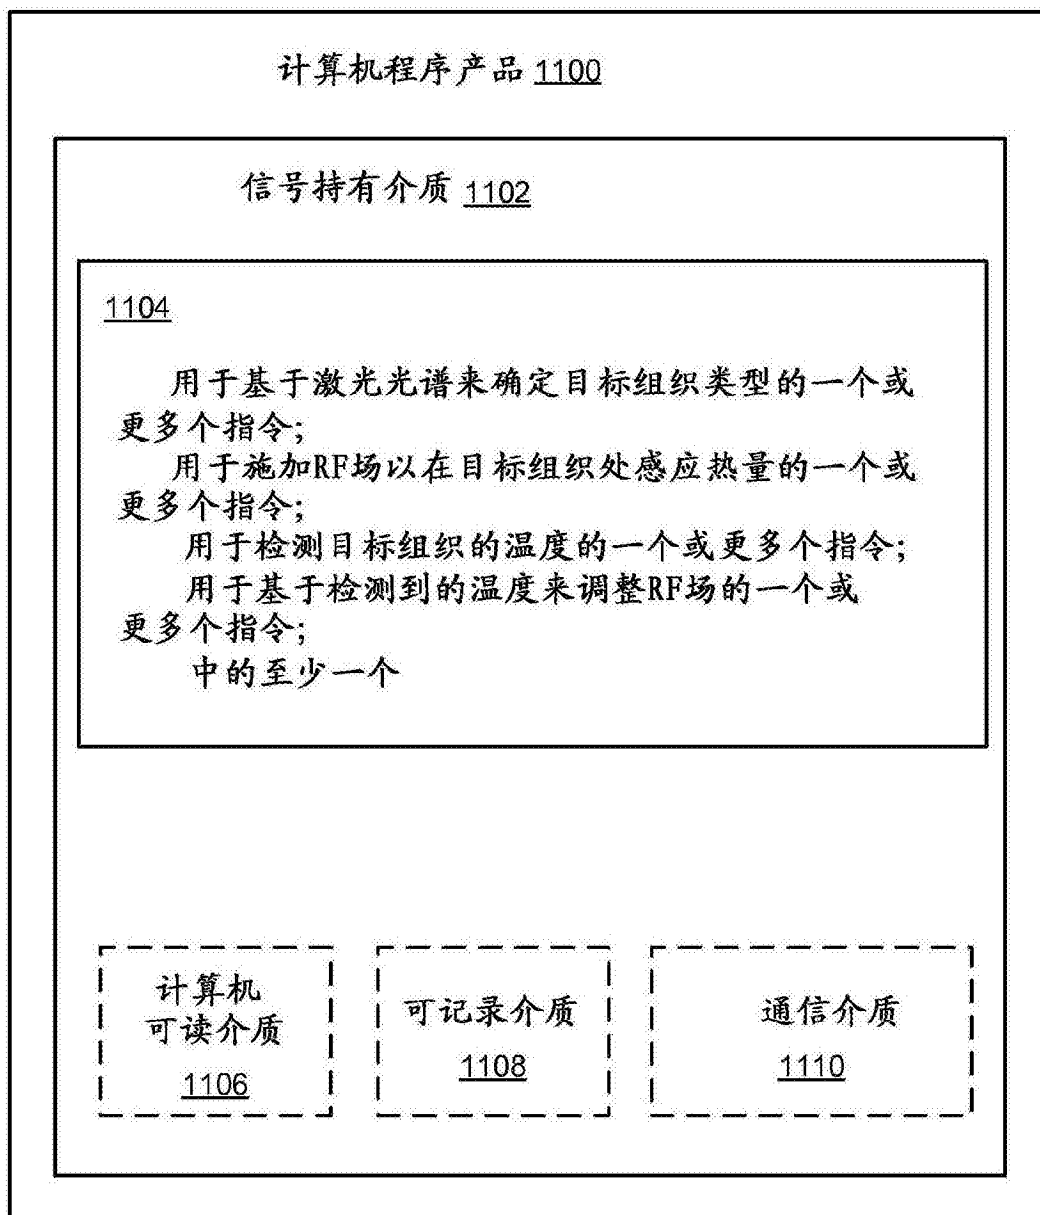 计算机程序产品 1100
信号持有介质 1102
1104
用于基于激光光谱来确定目标组织类型的一个或
更多个指令;
用于施加RF场以在目标组织处感应热量的一个或
更多个指令;
用于检测目标组织的温度的一个或更多个指令;
用于基于检测到的温度来调整RF场的一个或
更多个指令;
中的至少一个
计算机
可读介质
1106
可记录介质
1108
通信介质
1110